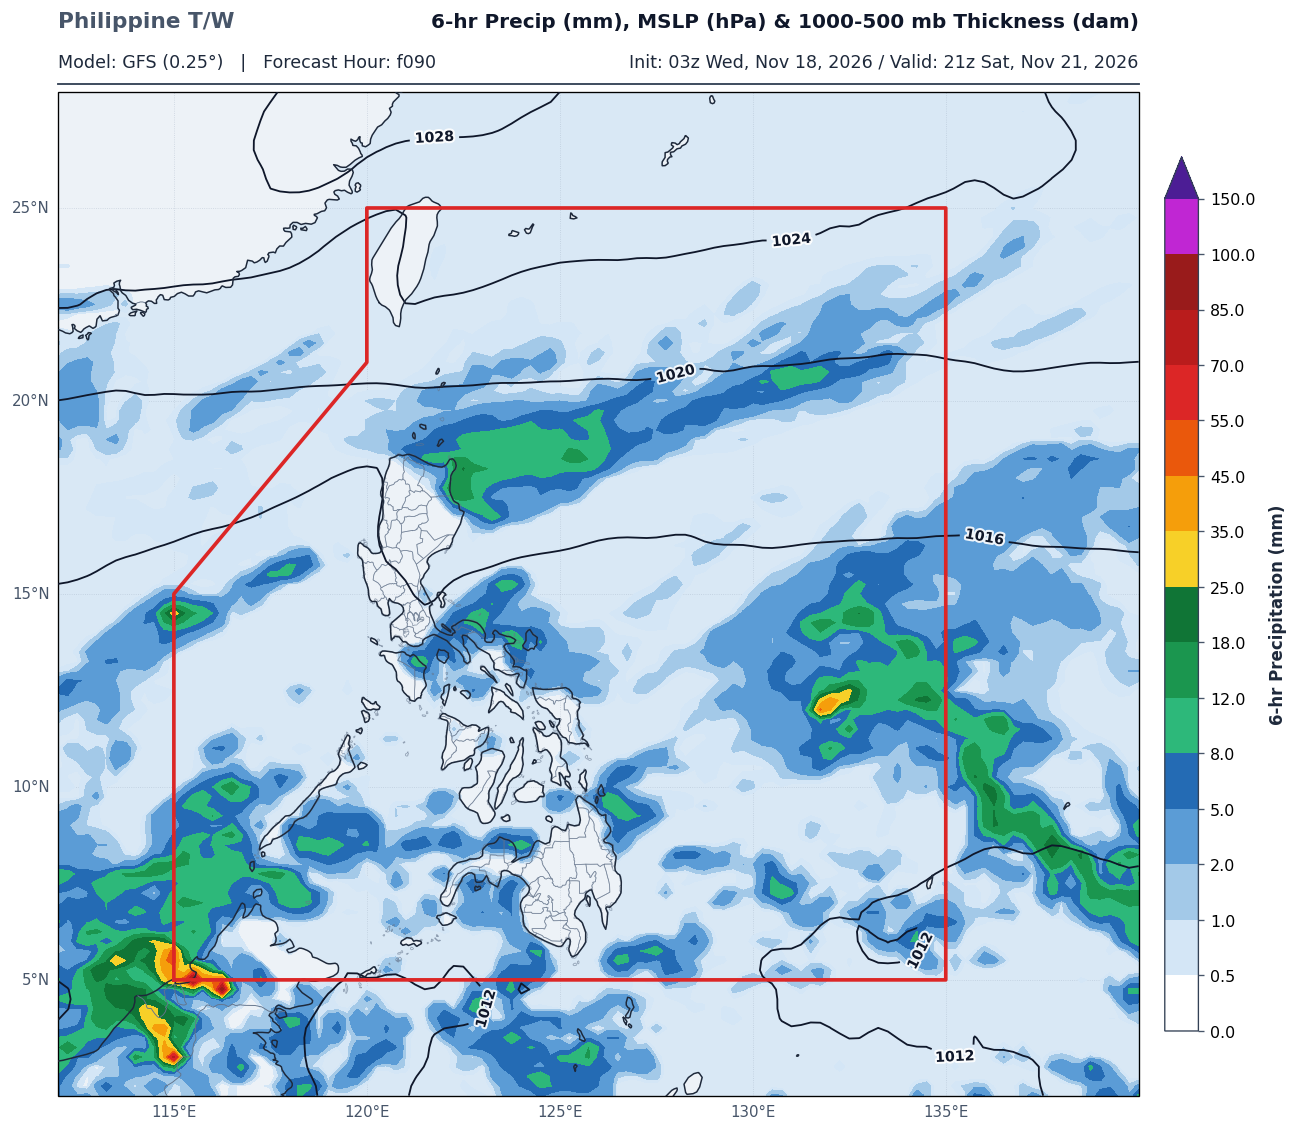 Philippine T/W
6-hr Precip (mm), MSLP (hPa) & 1000-500 mb Thickness (dam)
Model: GFS (0.25°) | Forecast Hour: f090
Init: 03z Wed, Nov 18, 2026 / Valid: 21z Sat, Nov 21, 2026
1028
1024
1020
1016
1012
1012
1012
25°N
20°N
15°N
10°N
5°N
115°E
120°E
125°E
130°E
135°E
150.0
100.0
85.0
70.0
55.0
45.0
35.0
25.0
18.0
12.0
8.0
5.0
2.0
1.0
0.5
0.0
6-hr Precipitation (mm)